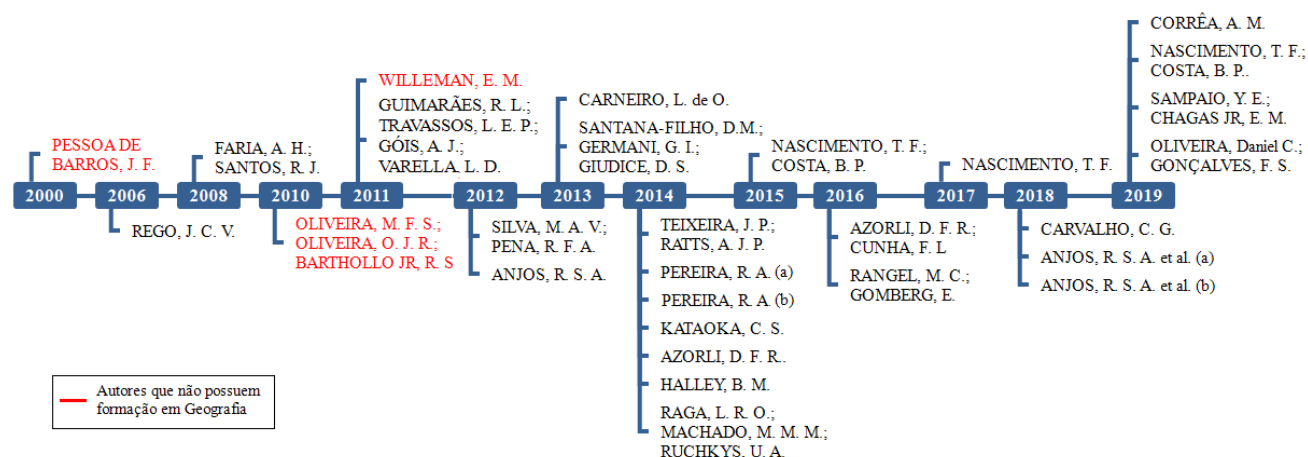 PESSOA DE
BARROS, J. F.
2000
2006
REGO, J. C. V.
FARIA, A. H.;
SANTOS, R. J.
2008
2010
OLIVEIRA, M. F. S.;
OLIVEIRA, O. J. R.;
BARTHOLLO JR, R. S
WILLEMAN, E. M.
GUIMARÃES, R. L.;
TRAVASSOS, L. E. P.;
GÓIS, A. J.;
VARELLA, L. D.
2011
2012
SILVA, M. A. V.;
PENA, R. F. A.
ANJOS, R. S. A.
CARNEIRO, L. de O.
SANTANA-FILHO, D.M.;
GERMANI, G. I.;
GIUDICE, D. S.
2013
2014
TEIXEIRA, J. P.;
RATTS, A. J. P.
PEREIRA, R. A. (a)
PEREIRA, R. A. (b)
KATAOKA, C. S.
AZORLI, D. F. R..
HALLEY, B. M.
RAGA, L. R. O.;
MACHADO, M. M. M.;
RUCHKYS, U. A.
NASCIMENTO, T. F.;
COSTA, B. P.
2015
2016
AZORLI, D. F. R.;
CUNHA, F. L
RANGEL, M. C.;
GOMBERG, E.
NASCIMENTO, T. F.
2017
2018
CARVALHO, C. G.
ANJOS, R. S. A. et al. (a)
ANJOS, R. S. A. et al. (b)
CORRÊA, A. M.
NASCIMENTO, T. F.;
COSTA, B. P..
SAMPAIO, Y. E.;
CHAGAS JR, E. M.
OLIVEIRA, Daniel C.;
GONÇALVES, F. S.
2019
Autores que não possuem
formação em Geografia